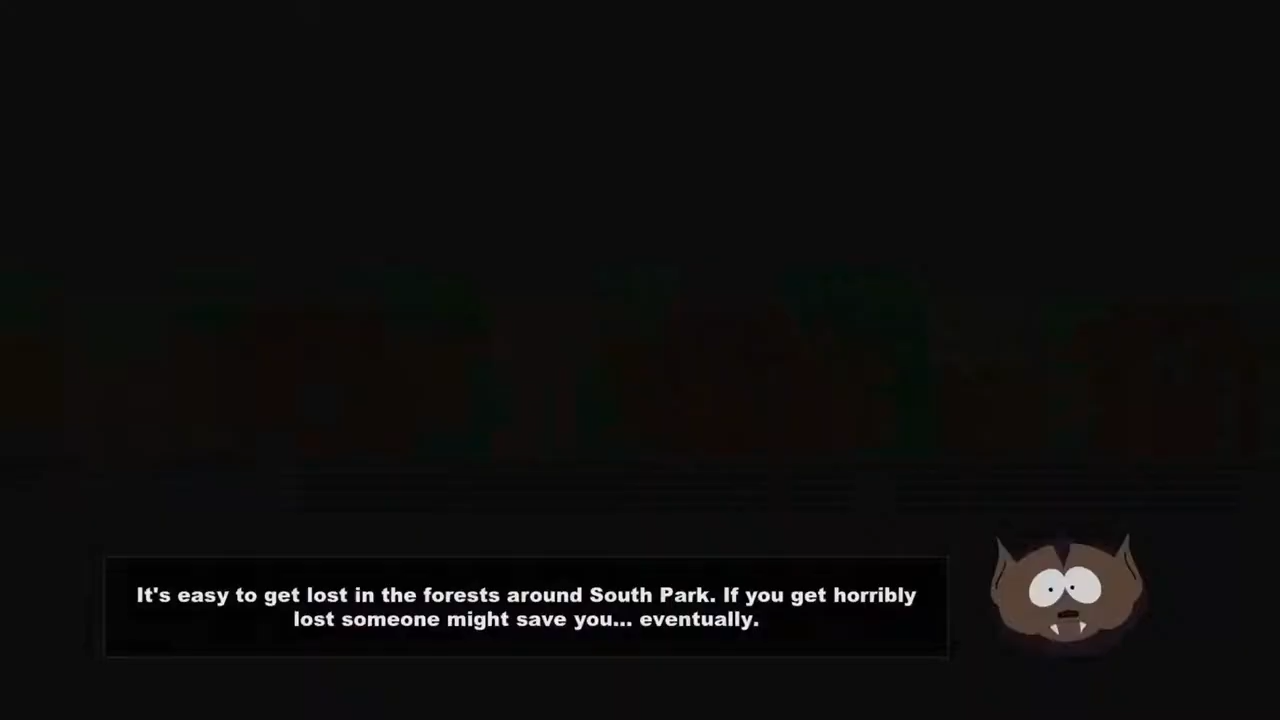 It's easy to get lost in the forests around South Park. If you get horribly
lost someone might save you... eventually.